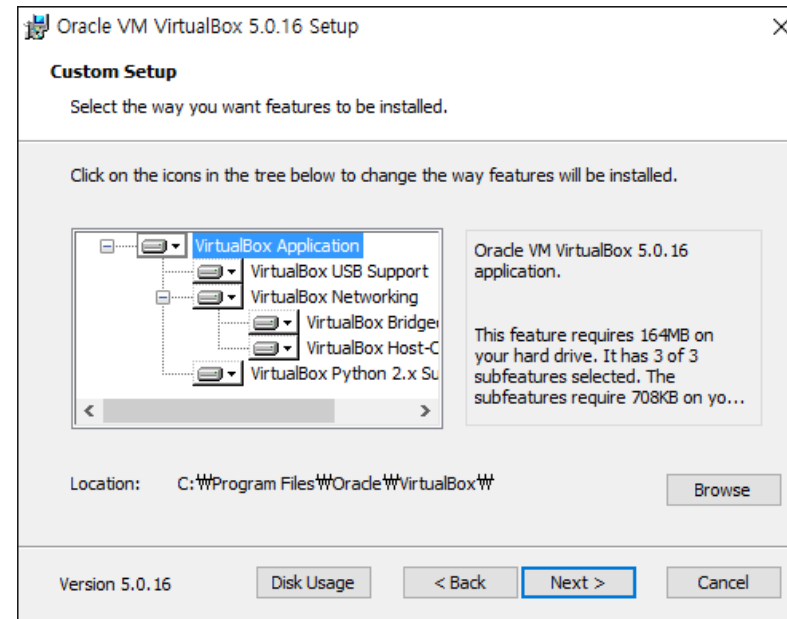 Oracle VM VirtualBox 5.0.16 Setup
Custom Setup
Select the way you want features to be installed.
Click on the icons in the tree below to change the way features will be installed.
VirtualBox Application
VirtualBox USB Support
VirtualBox Networking
VirtualBox Bridge
VirtualBox Host-C
VirtualBox Python 2.x Su
Oracle VM VirtualBox 5.0.16
application.
This feature requires 164MB on
your hard drive. It has 3 of 3
subfeatures selected. The
subfeatures require 708KB on yo...
Location: C:₩Program Files₩Oracle₩VirtualBox₩
Browse
Version 5.0.16
Disk Usage
< Back
Next >
Cancel